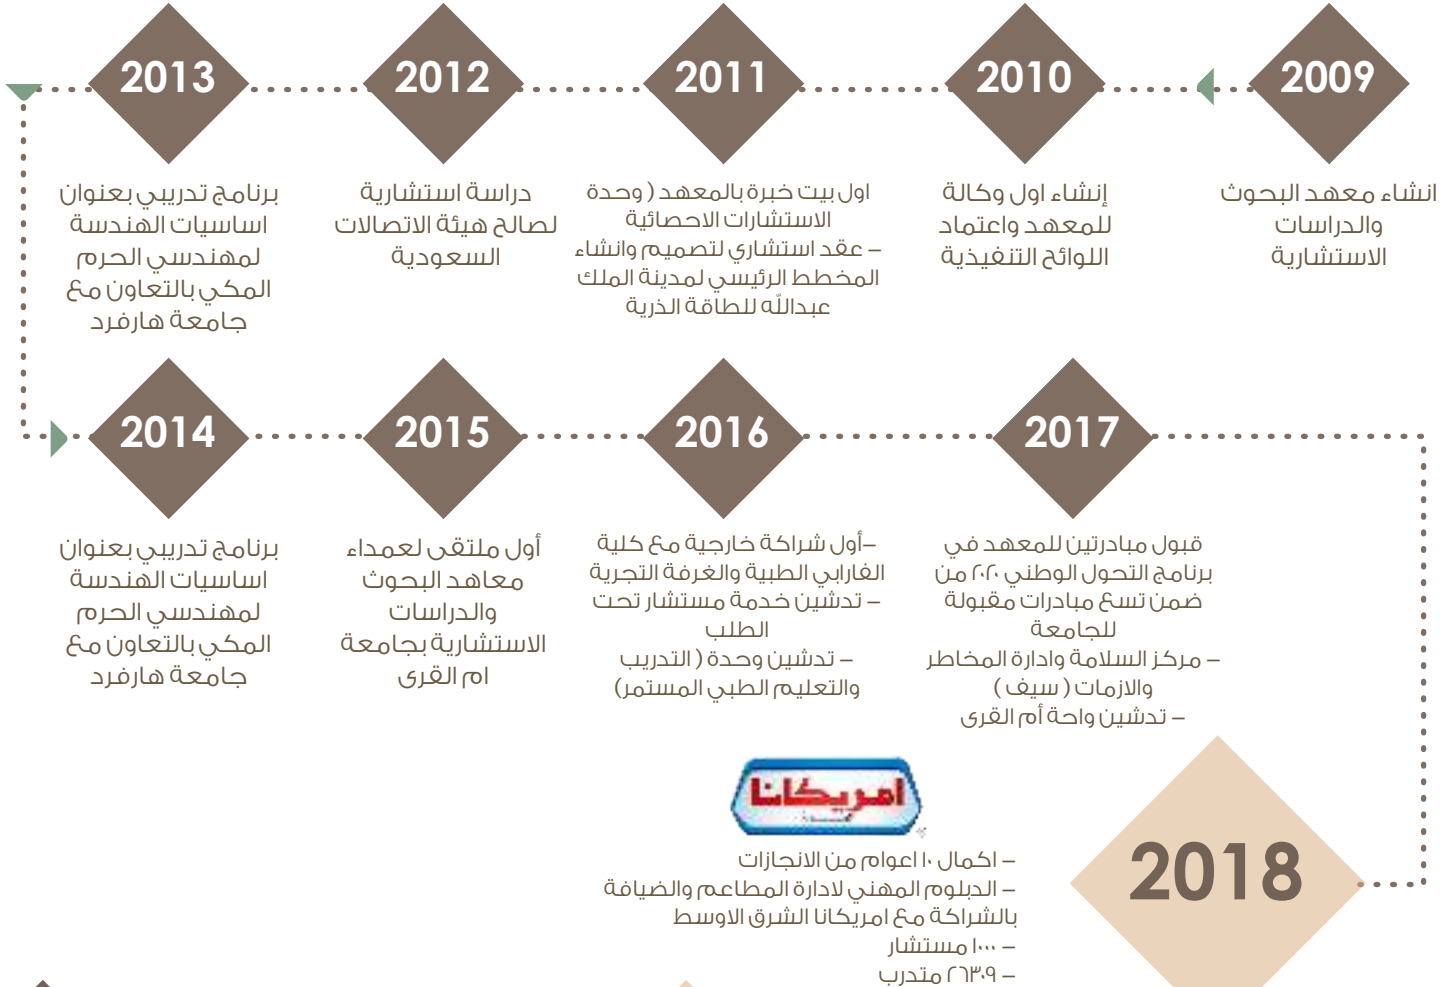 2009
انشاء معهد البحوث
والدراسات
الاستشارية
2010
إنشاء اول وكالة
للمعهد واعتماد
اللوائح التنفيذية
2011
اول بيت خبرة بالمعهد ( وحدة
الاستشارات الاحصائية
– عقد استشاري لتصميم وانشاء
المخطط الرئيسي لمدينة الملك
عبدالله للطاقة الذرية
2012
دراسة استشارية
لصالح هيئة الاتصالات
السعودية
2013
برنامج تدريبي بعنوان
اساسيات الهندسة
لمهندسي الحرم
المكي بالتعاون مع
جامعة هارفرد
2014
برنامج تدريبي بعنوان
اساسيات الهندسة
لمهندسي الحرم
المكي بالتعاون مع
جامعة هارفرد
2015
أول ملتقى لعمداء
معاهد البحوث
والدراسات
الاستشارية بجامعة
ام القرى
2016
–أول شراكة خارجية مع كلية
الفارابي الطبية والغرفة التجرية
– تدشين خدمة مستشار تحت
الطلب
– تدشين وحدة ( التدريب
والتعليم الطبي المستمر)
2017
قبول مبادرتين للمعهد في
برنامج التحول الوطني ٢٠٢٠ من
ضمن تسع مبادرات مقبولة
للجامعة
– مركز السلامة وادارة المخاطر
والازمات ( سيف )
– تدشين واحة أم القرى
2018
امريكانا
– اكمال ١٠ اعوام من الانجازات
– الدبلوم المهني لادارة المطاعم والضيافة
بالشراكة مع امريكانا الشرق الاوسط
– ١٠٠٠ مستشار
– ٢٦٣٠٩ متدرب